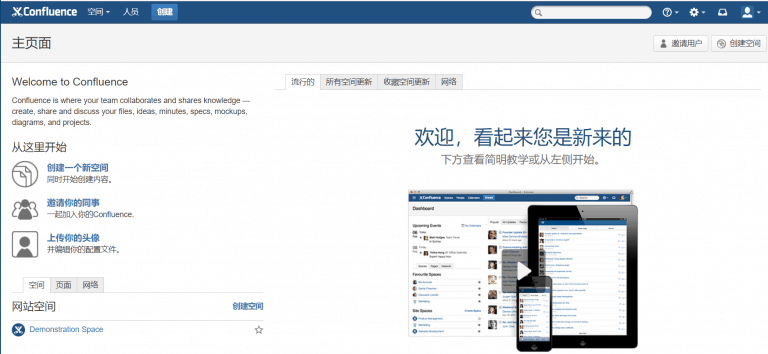 Confluence 空间 人员 创建
主页面
邀请用户 创建空间
Welcome to Confluence
Confluence is where your team collaborates and shares knowledge —
create, share and discuss your files, ideas, minutes, specs, mockups,
diagrams, and projects.
从这里开始
创建一个新空间
同时开始创建内容。
邀请你的同事
一起加入你的Confluence.
上传你的头像
并编辑你的配置文件。
空间 页面 网络
网站空间 创建空间
Demonstration Space
流行的 所有空间更新 收藏空间更新 网络
欢迎，看起来您是新来的
下方查看简明教学或从左侧开始。
Confluence
Dashboard
Upcoming Events
Favourite Spaces
Site Spaces